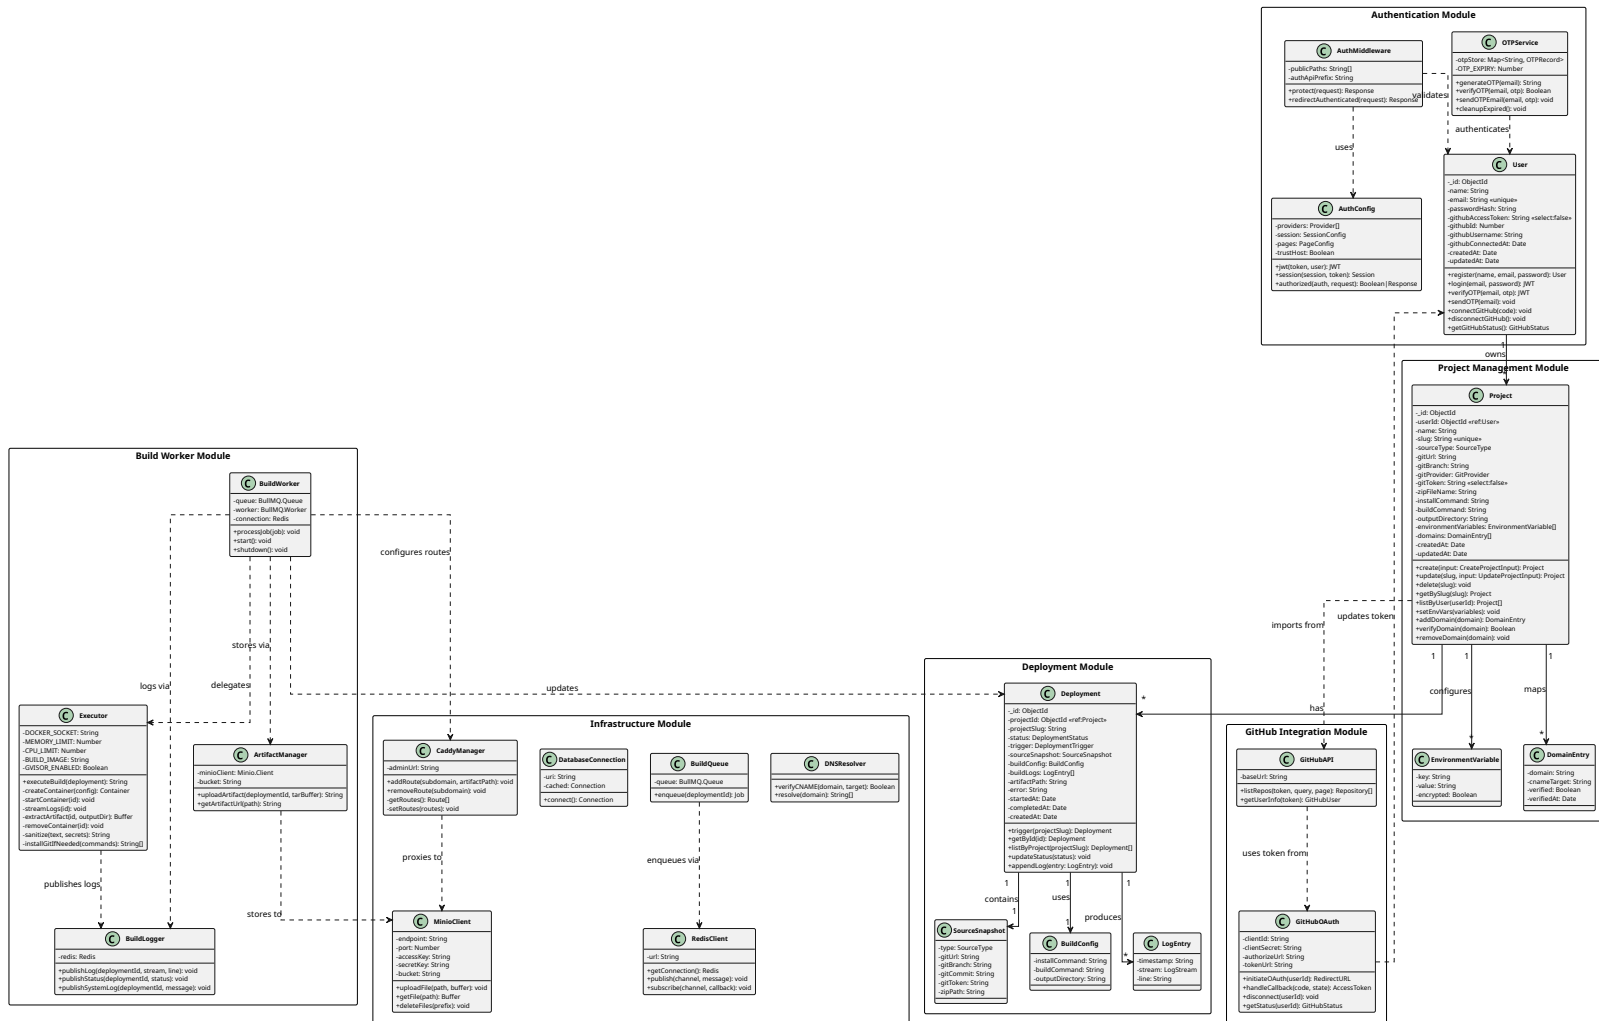 Authentication Module
C AuthMiddleware
-publicPaths: String[]
-authApiPrefix: String
+protect(request): Response
+redirectAuthenticated(request): Response
C OTPService
-otpStore: Map<String, OTPRecord>
-OTP_EXPIRY: Number
+generateOTP(email): String
+verifyOTP(email, otp): Boolean
+sendOTPEmail(email, otp): void
+cleanupExpired(): void
validates
authenticates
uses
C User
-_id: ObjectId
-name: String
-email: String «unique»
-passwordHash: String
-githubAccessToken: String «select:false»
-githubId: Number
-githubUsername: String
-githubConnectedAt: Date
-createdAt: Date
-updatedAt: Date
+register(name, email, password): User
+login(email, password): JWT
+verifyOTP(email, otp): JWT
+sendOTP(email): void
+connectGitHub(code): void
+disconnectGitHub(): void
+getGitHubStatus(): GitHubStatus
C AuthConfig
-providers: Provider[]
-session: SessionConfig
-pages: PageConfig
-trustHost: Boolean
+jwt(token, user): JWT
+session(session, token): Session
+authorized(auth, request): Boolean|Response
1
owns
*
Project Management Module
C Project
-_id: ObjectId
-userId: ObjectId «ref:User»
-name: String
-slug: String «unique»
-sourceType: SourceType
-gitUrl: String
-gitBranch: String
-gitProvider: GitProvider
-gitToken: String «select:false»
-zipFileName: String
-installCommand: String
-buildCommand: String
-outputDirectory: String
-environmentVariables: EnvironmentVariable[]
-domains: DomainEntry[]
-createdAt: Date
-updatedAt: Date
+create(input: CreateProjectInput): Project
+update(slug, input: UpdateProjectInput): Project
+delete(slug): void
+getBySlug(slug): Project
+listByUser(userId): Project[]
+setEnvVars(variables): void
+addDomain(domain): DomainEntry
+verifyDomain(domain): Boolean
+removeDomain(domain): void
updates token
imports from
1
1
1
configures
maps
has
*
*
*
C EnvironmentVariable
-key: String
-value: String
-encrypted: Boolean
C DomainEntry
-domain: String
-cnameTarget: String
-verified: Boolean
-verifiedAt: Date
Build Worker Module
C BuildWorker
-queue: BullMQ.Queue
-worker: BullMQ.Worker
-connection: Redis
+processJob(job): void
+start(): void
+shutdown(): void
configures routes
stores via
logs via
delegates
updates
C Executor
-DOCKER_SOCKET: String
-MEMORY_LIMIT: Number
-CPU_LIMIT: Number
-BUILD_IMAGE: String
-GVISOR_ENABLED: Boolean
+executeBuild(deployment): String
-createContainer(config): Container
-startContainer(id): void
-streamLogs(id): void
-extractArtifact(id, outputDir): Buffer
-removeContainer(id): void
-sanitize(text, secrets): String
-installGitIfNeeded(commands): String[]
C ArtifactManager
-minioClient: Minio.Client
-bucket: String
+uploadArtifact(deploymentId, tarBuffer): String
+getArtifactUrl(path): String
publishes logs
stores to
C BuildLogger
-redis: Redis
+publishLog(deploymentId, stream, line): void
+publishStatus(deploymentId, status): void
+publishSystemLog(deploymentId, message): void
Infrastructure Module
C CaddyManager
-adminUrl: String
+addRoute(subdomain, artifactPath): void
+removeRoute(subdomain): void
-getRoutes(): Route[]
-setRoutes(routes): void
C DatabaseConnection
-uri: String
-cached: Connection
+connect(): Connection
C BuildQueue
-queue: BullMQ.Queue
+enqueue(deploymentId): Job
C DNSResolver
+verifyCNAME(domain, target): Boolean
+resolve(domain): String[]
proxies to
enqueues via
C MinioClient
-endpoint: String
-port: Number
-accessKey: String
-secretKey: String
-bucket: String
+uploadFile(path, buffer): void
+getFile(path): Buffer
+deleteFiles(prefix): void
C RedisClient
-url: String
+getConnection(): Redis
+publish(channel, message): void
+subscribe(channel, callback): void
Deployment Module
C Deployment
-_id: ObjectId
-projectId: ObjectId «ref:Project»
-projectSlug: String
-status: DeploymentStatus
-trigger: DeploymentTrigger
-sourceSnapshot: SourceSnapshot
-buildConfig: BuildConfig
-buildLogs: LogEntry[]
-artifactPath: String
-error: String
-startedAt: Date
-completedAt: Date
-createdAt: Date
+trigger(projectSlug): Deployment
+getById(id): Deployment
+listByProject(projectSlug): Deployment[]
+updateStatus(status): void
+appendLog(entry: LogEntry): void
1
1
1
contains
uses
produces
1
1
*
C SourceSnapshot
-type: SourceType
-gitUrl: String
-gitBranch: String
-gitCommit: String
-gitToken: String
-zipPath: String
C BuildConfig
-installCommand: String
-buildCommand: String
-outputDirectory: String
C LogEntry
-timestamp: String
-stream: LogStream
-line: String
GitHub Integration Module
C GitHubAPI
-baseUrl: String
+listRepos(token, query, page): Repository[]
+getUserInfo(token): GitHubUser
uses token from
C GitHubOAuth
-clientId: String
-clientSecret: String
-authorizeUrl: String
-tokenUrl: String
+initiateOAuth(userId): RedirectURL
+handleCallback(code, state): AccessToken
+disconnect(userId): void
+getStatus(userId): GitHubStatus